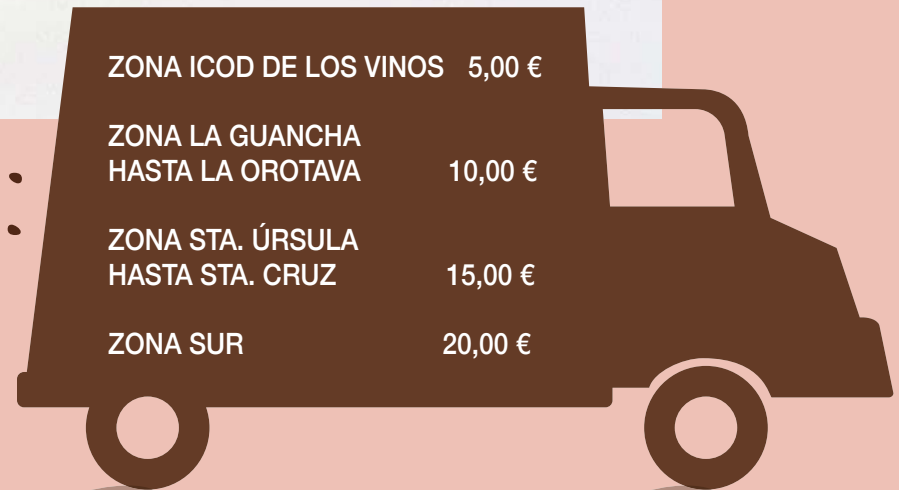 ZONA ICOD DE LOS VINOS 5,00 €
ZONA LA GUANCHA
HASTA LA OROTAVA 10,00 €
ZONA STA. ÚRSULA
HASTA STA. CRUZ 15,00 €
ZONA SUR 20,00 €